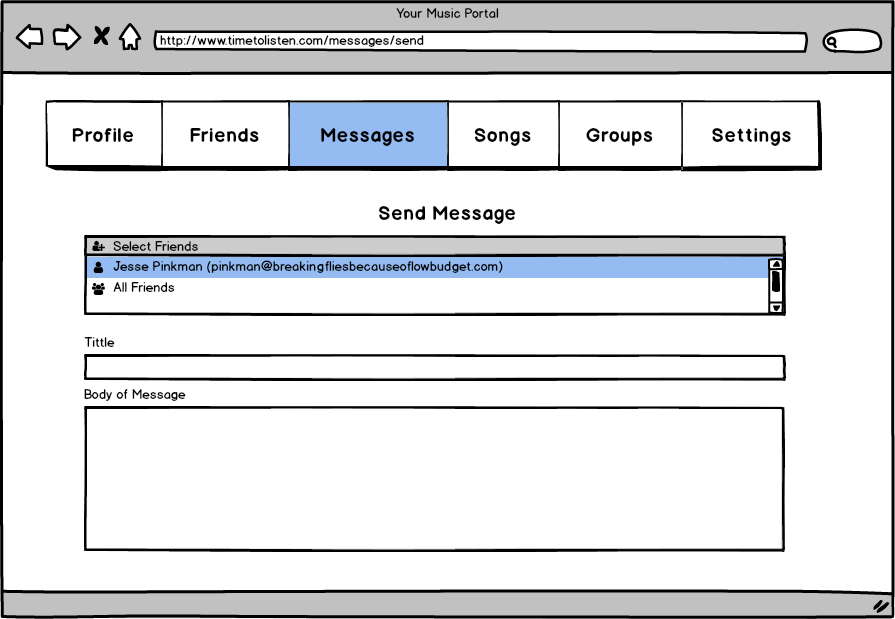 Your Music Portal
http://www.timetolisten.com/messages/send
Profile Friends Messages Songs Groups Settings
Send Message
Select Friends
Jesse Pinkman (pinkman@breakingfliesbecauseoflowbudget.com)
All Friends
Tittle
Body of Message